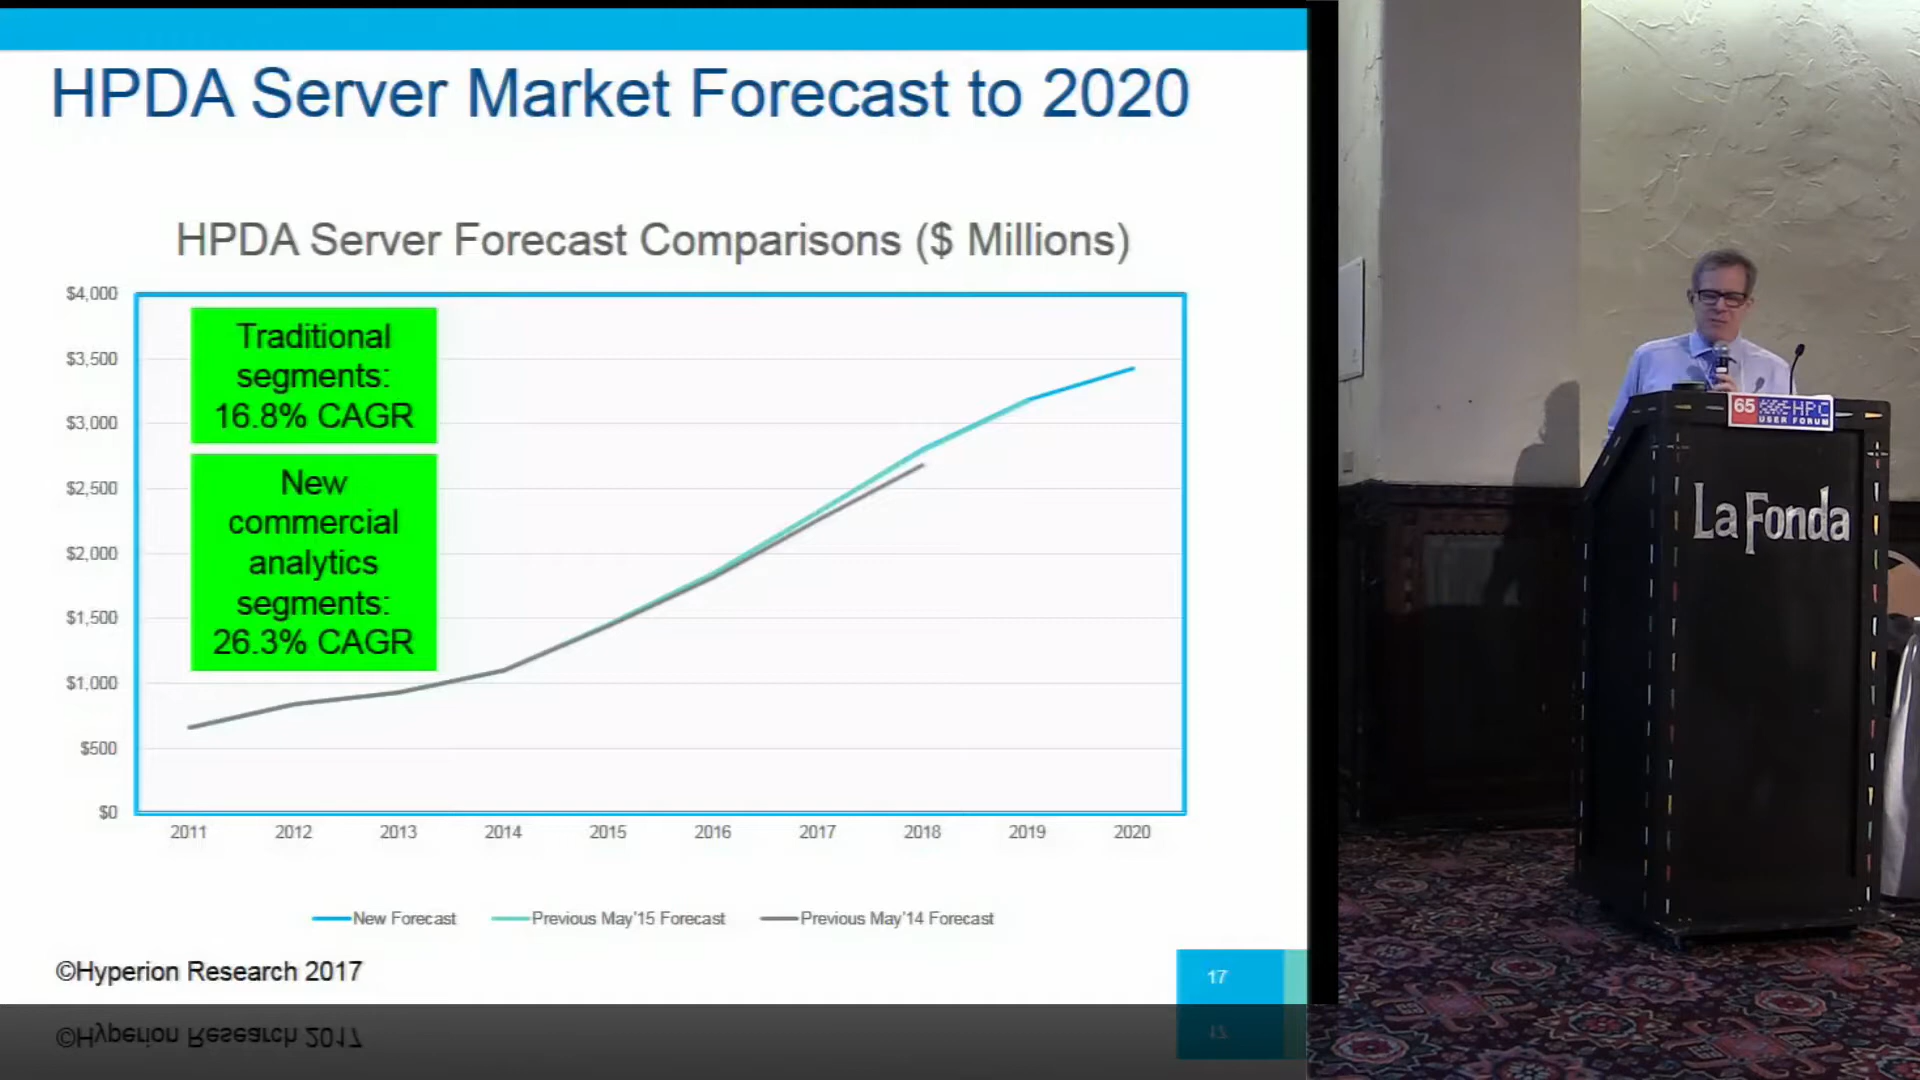 HPDA Server Market Forecast to 2020
HPDA Server Forecast Comparisons ($ Millions)
$4,000
$3,500
$3,000
$2,500
$2,000
$1,500
$1,000
$500
$0
Traditional
segments:
16.8% CAGR
New
commercial
analytics
segments:
26.3% CAGR
2011 2012 2013 2014 2015 2016 2017 2018 2019 2020
New Forecast Previous May'15 Forecast Previous May'14 Forecast
©Hyperion Research 2017
17
65 HPC
USER FORUM
La Fonda